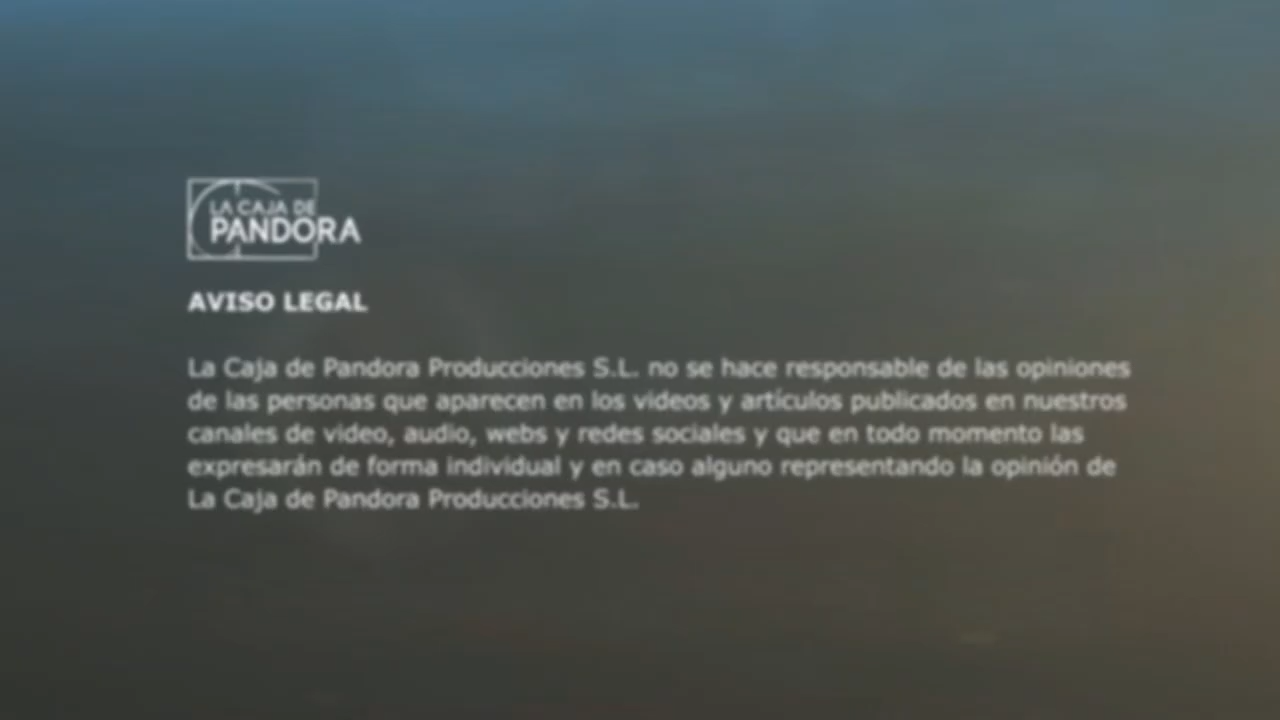 LA CAJA DE
PANDORA
AVISO LEGAL
La Caja de Pandora Producciones S.L. no se hace responsable de las opiniones
de las personas que aparecen en los videos y artículos publicados en nuestros
canales de video, audio, webs y redes sociales y que en todo momento las
expresarán de forma individual y en caso alguno representando la opinión de
La Caja de Pandora Producciones S.L.